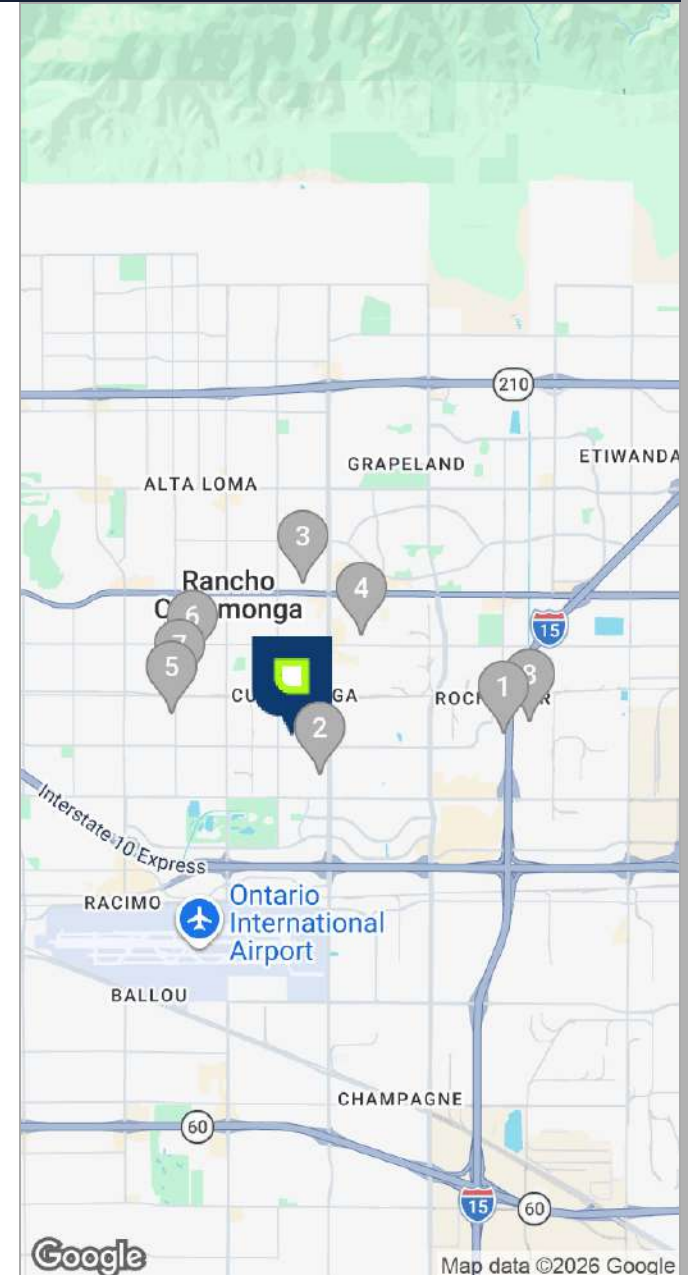 210
GRAPELAND
ETIWANDA
ALTA LOMA
3
Rancho
4
6
15
7
5
8
1
2
Interstate 10 Express
RACIMO
Ontario
International
Airport
BALLOU
CHAMPAGNE
60
15
60
Google
Map data ©2026 Google